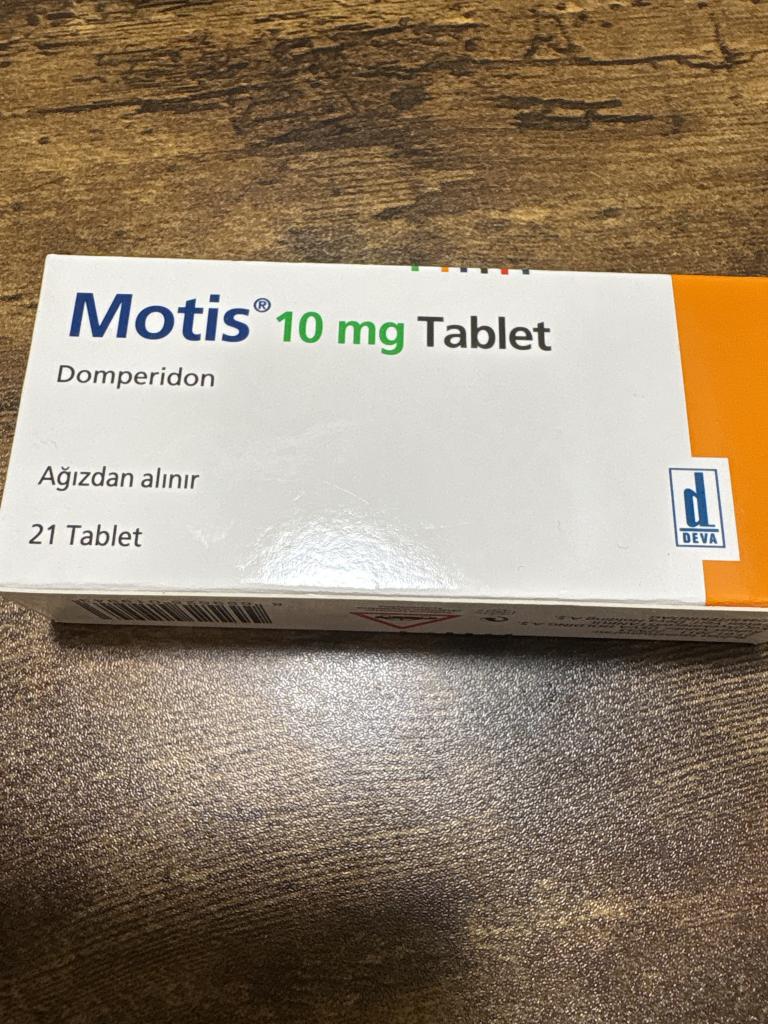 Motis® 10 mg Tablet
Domperidon
Ağızdan alınır
21 Tablet
d
DEVA